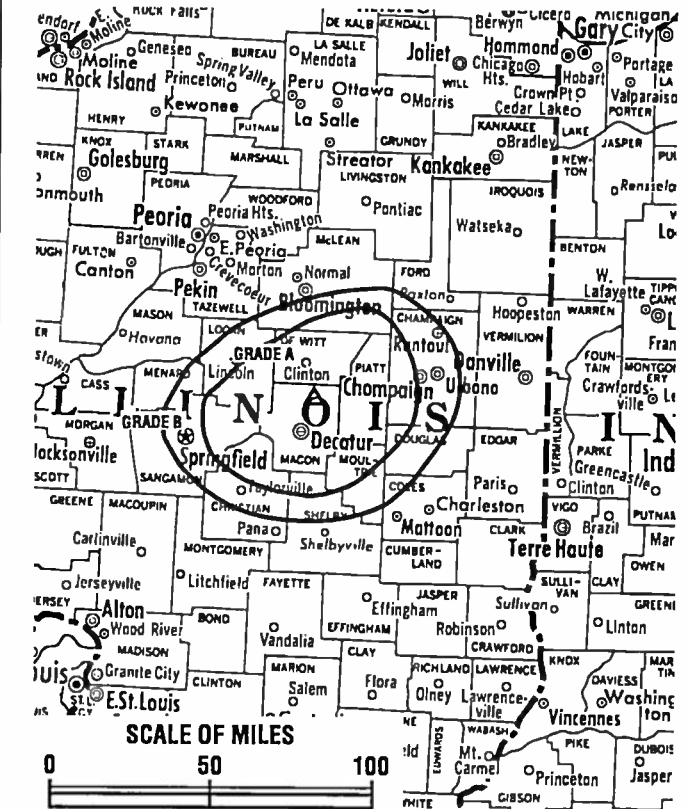 ROCK Falls
DE KALB
KENDALL
Berwyn
Cicero
Michigan City
E. Moline
Gary
Moline
Geneseo
BUREAU
LA SALLE
Mendota
Joliet
Hammond
Chicago Hts.
Hobart
Portage
Rock Island
Princeton
Spring Valley
Peru
Ottawa
WILL
Crown Pt.
Valparaiso
Kewonee
Morris
Cedar Lake
PORTER
HENRY
La Salle
PUTNAM
GRUNDY
KANKAKEE
LAKE
KNOX
STARK
Bradley
JASPER
Golesburg
MARSHALL
Streator
Kankakee
NEW-
TON
LIVINGSTON
PEORIA
IROQUOIS
WOODFORD
Pontiac
Peoria
Peoria Hts.
Washington
Watseka
Bartonville
E. Peoria
McLEAN
BENTON
FULTON
Canton
Morton
Creve coeur
Normal
FORD
W.
Lafayette
Pekin
Bloomington
Paxton
TAZEWELL
Hoopeston
WARREN
MASON
CHAMPAIGN
Havana
LOGAN
DE WITT
Rantoul
VERMILION
GRADE A
FOUN-
TAIN
MENARD
Lincoln
Clinton
PIATT
Danville
CASS
Champaign
Urbana
Crawfords-
ville
L I I N O I S
I N
GRADE B
MORGAN
Decatur
DOUGLAS
EDGAR
VERMILLION
PARKE
Jacksonville
Springfield
MACON
MOUL-
TRIE
Greencastle
SCOTT
SANGAMON
Taylorville
COLES
Paris
Clinton
GREENE
MACOUPIN
CHRISTIAN
SHELBY
Charleston
VIGO
Pana
Mattoon
CLARK
Brazil
Carlinville
MONTGOMERY
Shelbyville
CUMBER-
LAND
Terre Haute
OWEN
Jerseyville
Litchfield
FAYETTE
JASPER
SULLI-
VAN
CLAY
Alton
BOND
Effingham
Sullivan
Wood River
EFFINGHAM
Robinson
Linton
MADISON
Vandalia
CLAY
CRAWFORD
KNOX
Granite City
MARION
RICHLAND
LAWRENCE
DAVIESS
E.St.Louis
CLINTON
Salem
Flora
Olney
Lawrence-
ville
Vincennes
SCALE OF MILES
WABASH
PIKE
EDWARDS
Mt.
Carmel
Princeton
Jasper
0 50 100
GIBSON